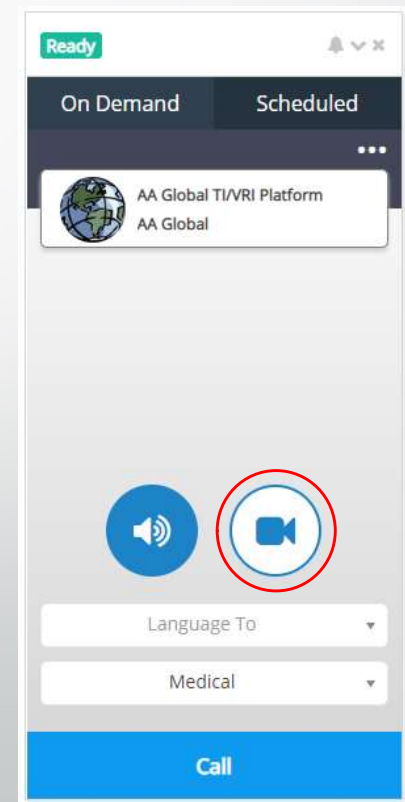 Ready
On Demand Scheduled
AA Global TI/VRI Platform
AA Global
Language To
Medical
Call